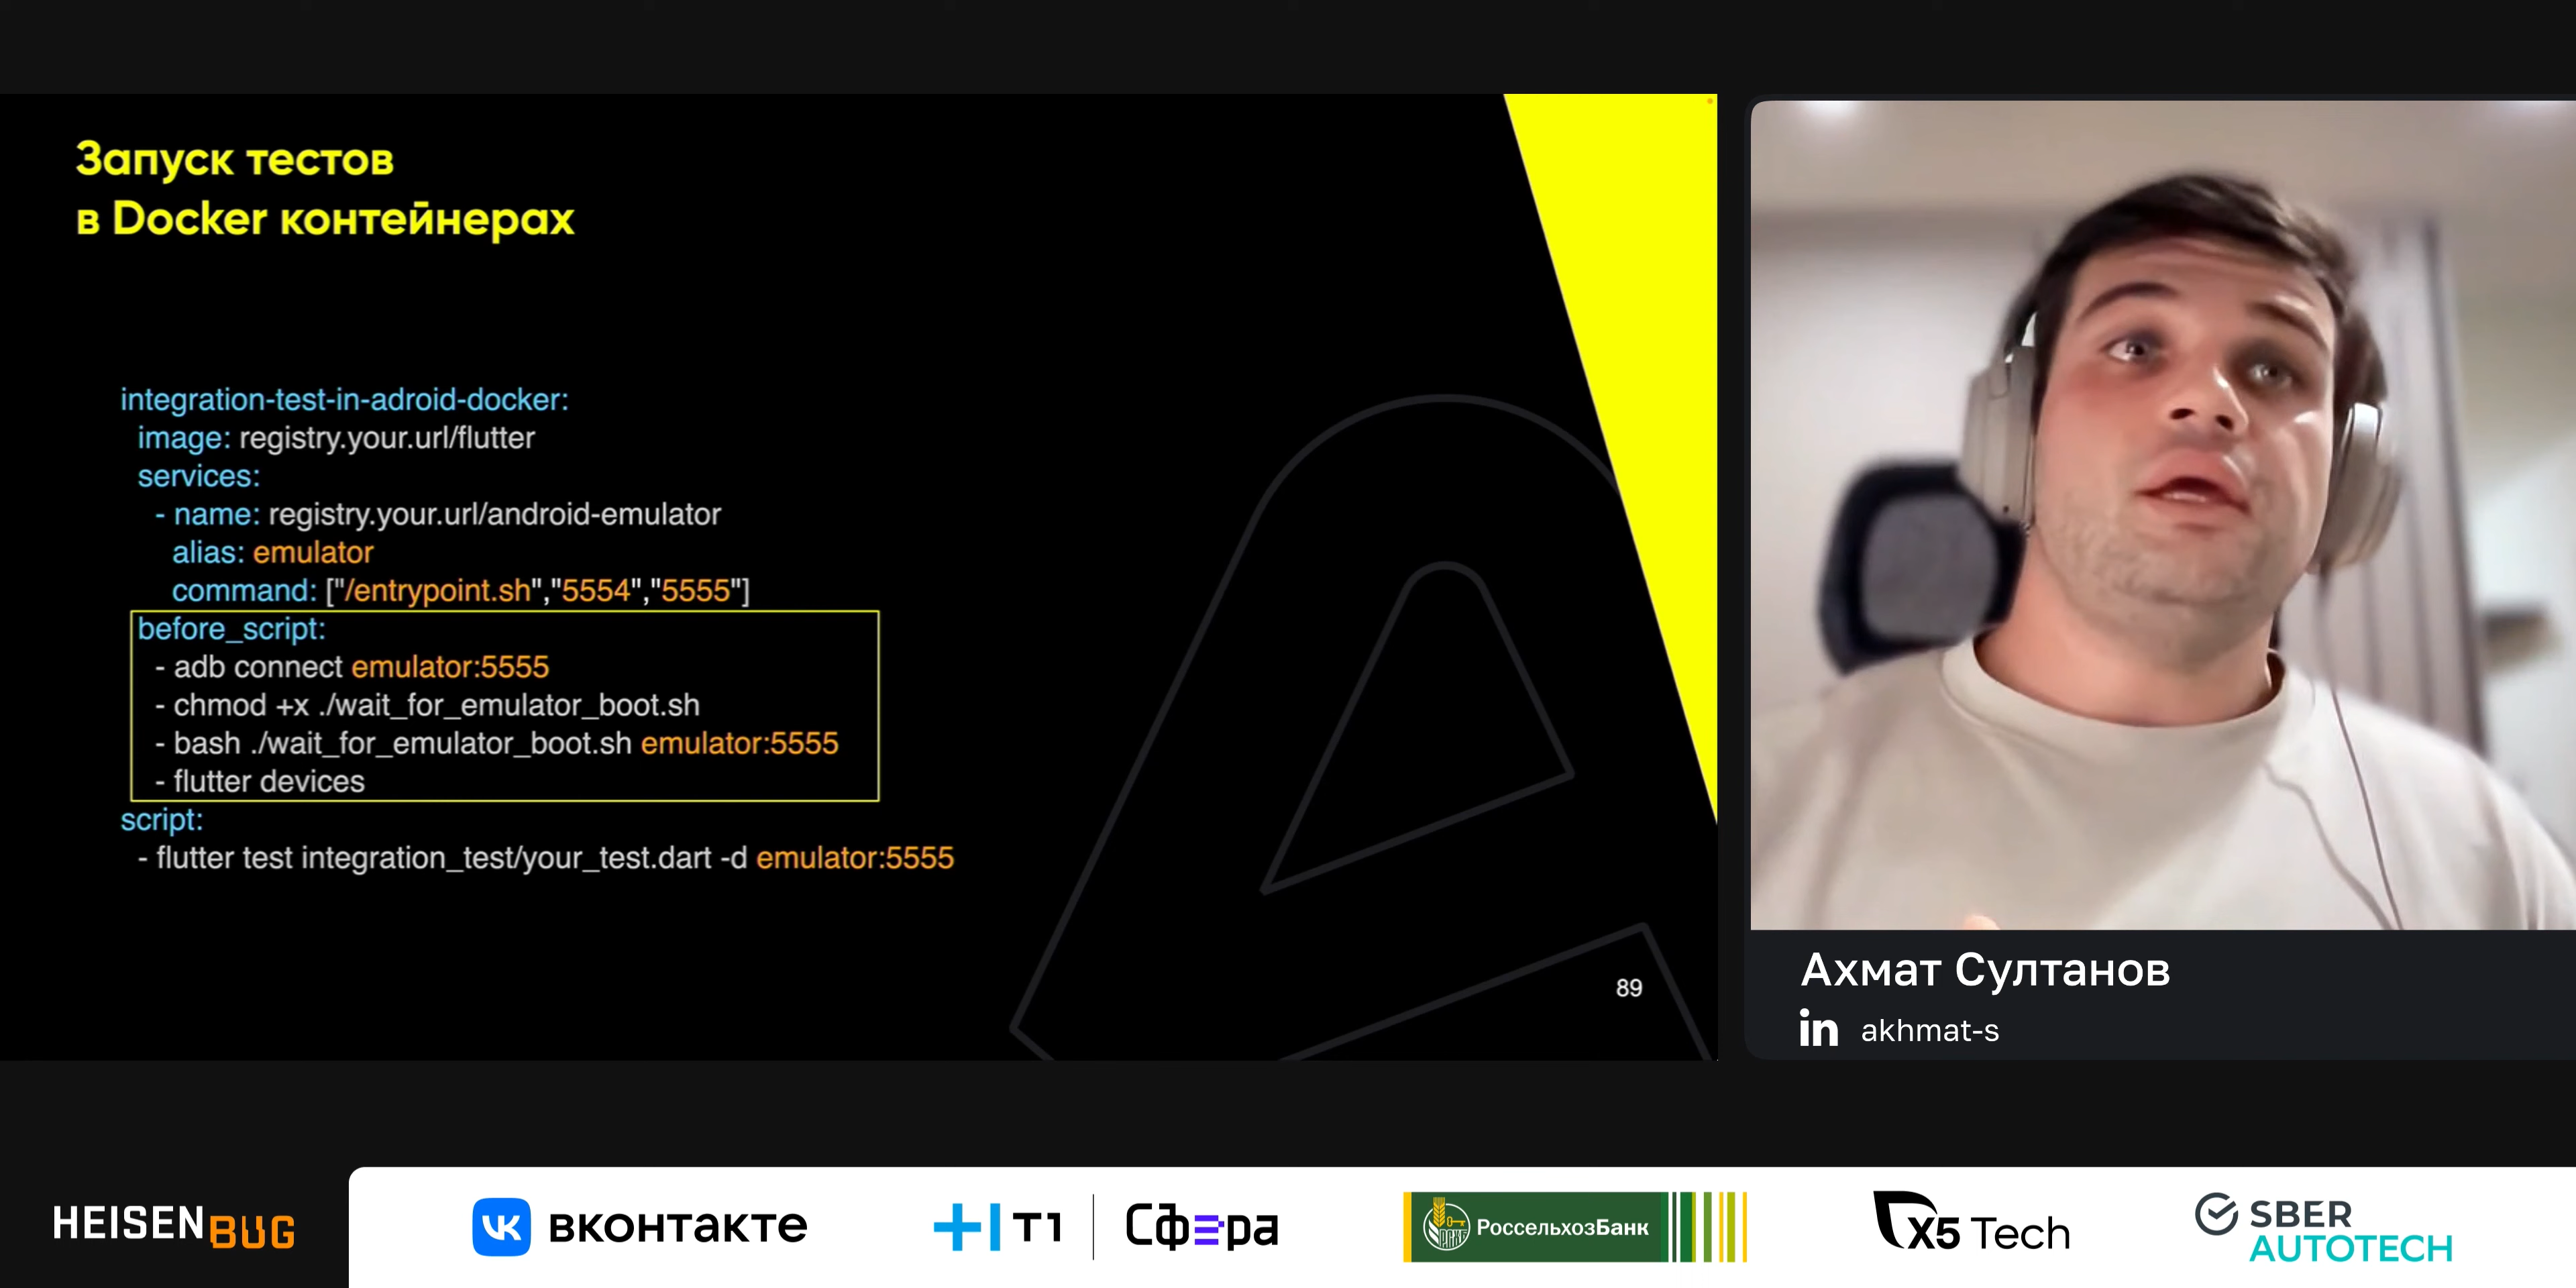 Запуск тестов
в Docker контейнерах
integration-test-in-adroid-docker:
image: registry.your.url/flutter
services:
- name: registry.your.url/android-emulator
alias: emulator
command: ["/entrypoint.sh","5554","5555"]
before_script:
- adb connect emulator:5555
- chmod +x ./wait_for_emulator_boot.sh
- bash ./wait_for_emulator_boot.sh emulator:5555
- flutter devices
script:
- flutter test integration_test/your_test.dart -d emulator:5555
89
Ахмат Султанов
in akhmat-s
HEISENBUG
VK ВКОНТАКТЕ
Т1
Сфера
РоссельхозБанк
X5 Tech
SBER
AUTOTECH